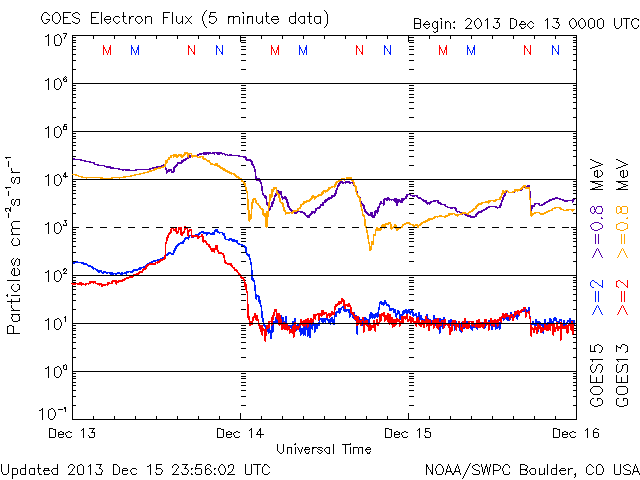 GOES Electron Flux (5 minute data)
Begin: 2013 Dec 13 0000 UTC
M M N N M M N N M M N N
10⁷
10⁶
10⁵
10⁴
10³
10²
10¹
10⁰
10⁻¹
Particles cm⁻²s⁻¹sr⁻¹
Dec 13 Dec 14 Dec 15 Dec 16
Universal Time
GOES15 >=2 >=0.8 MeV
GOES13 >=2 >=0.8 MeV
Updated 2013 Dec 15 23:56:02 UTC
NOAA/SWPC Boulder, CO USA